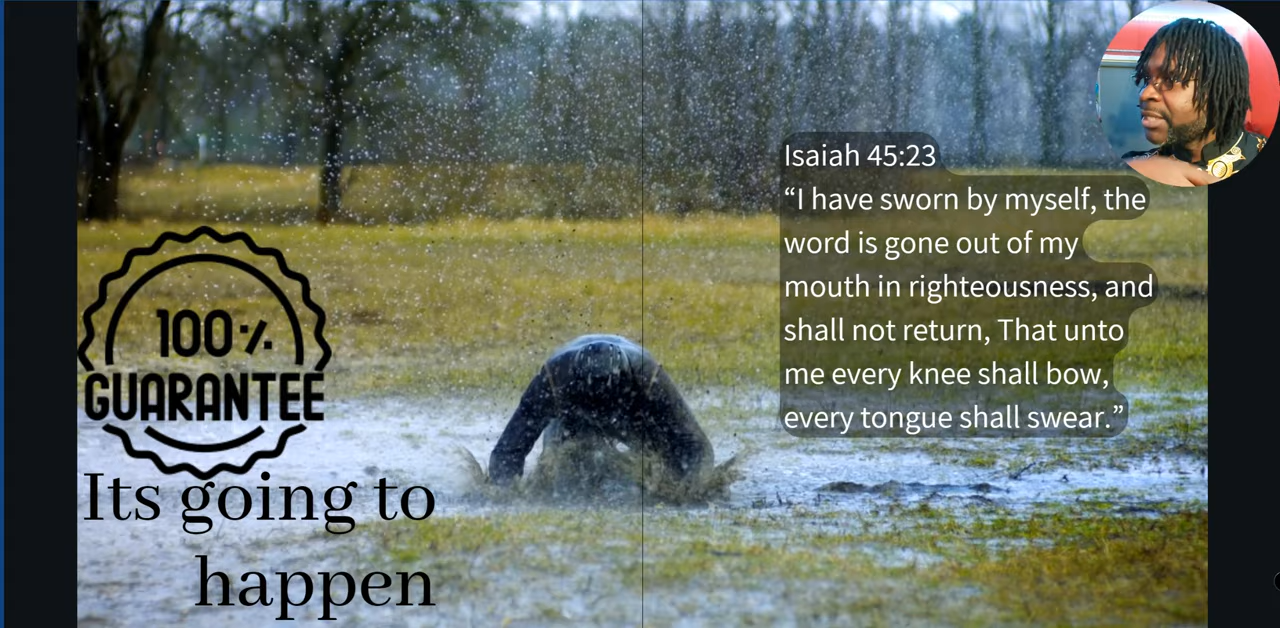 100%
GUARANTEE
Its going to
happen
Isaiah 45:23
“I have sworn by myself, the
word is gone out of my
mouth in righteousness, and
shall not return, That unto
me every knee shall bow,
every tongue shall swear.”